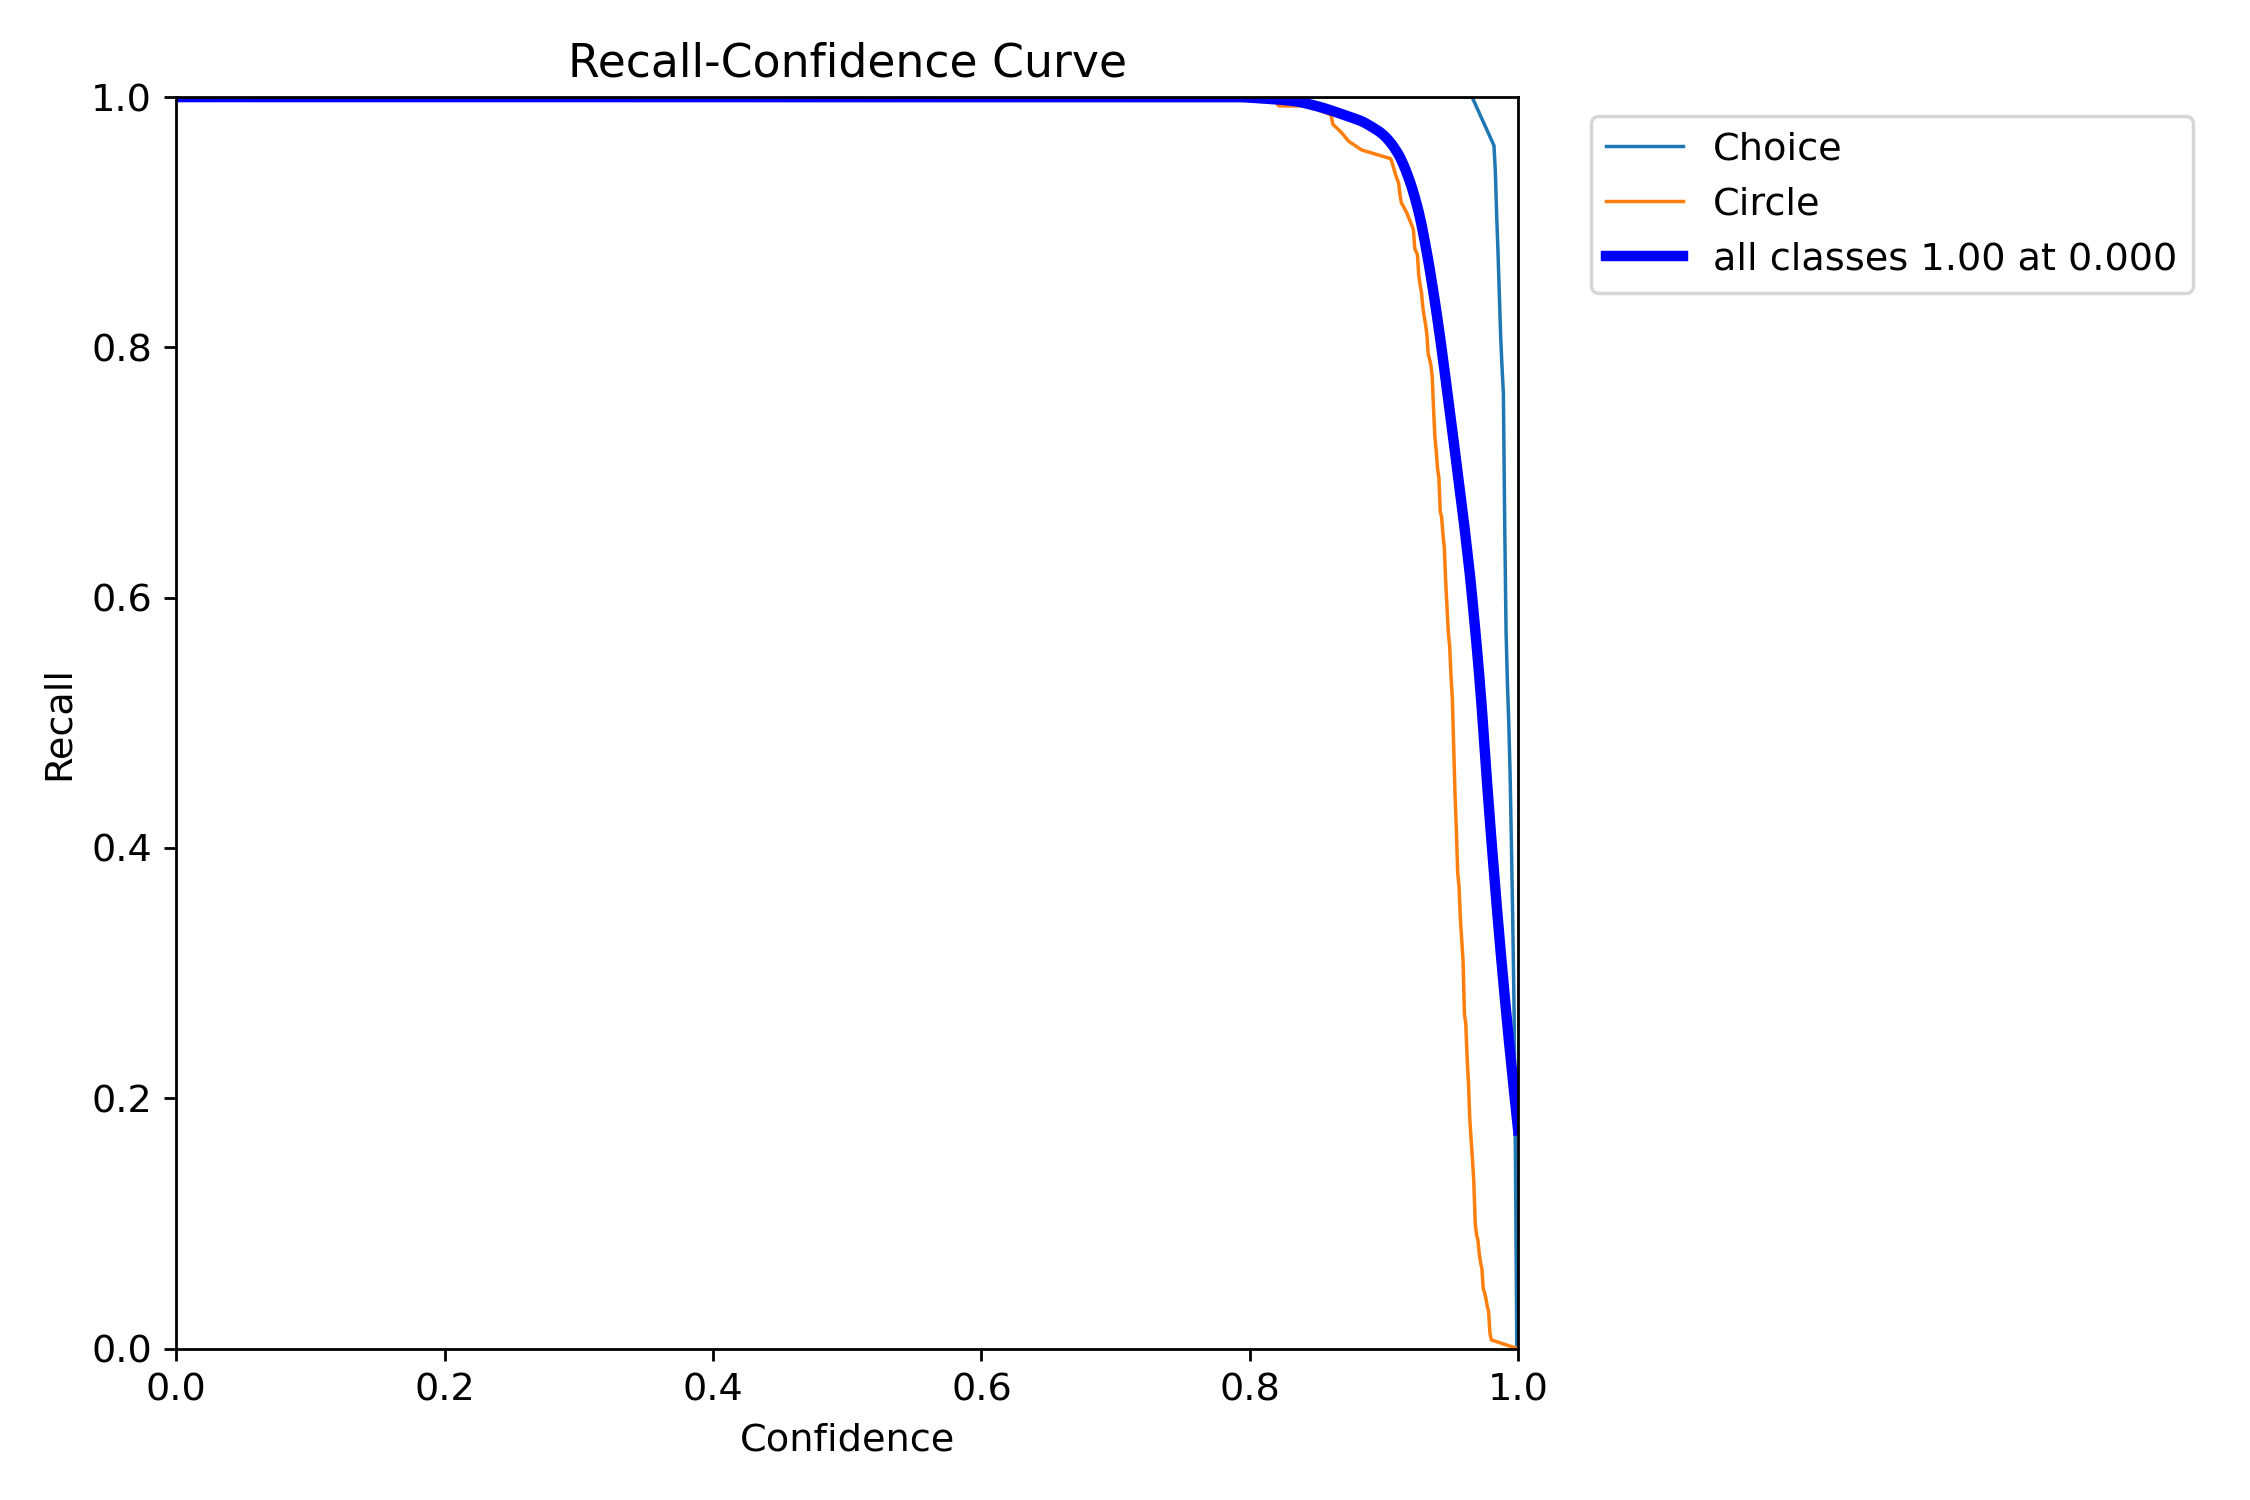 Recall-Confidence Curve
1.0
0.8
0.6
0.4
0.2
0.0
Recall
0.0 0.2 0.4 0.6 0.8 1.0
Confidence
Choice
Circle
all classes 1.00 at 0.000